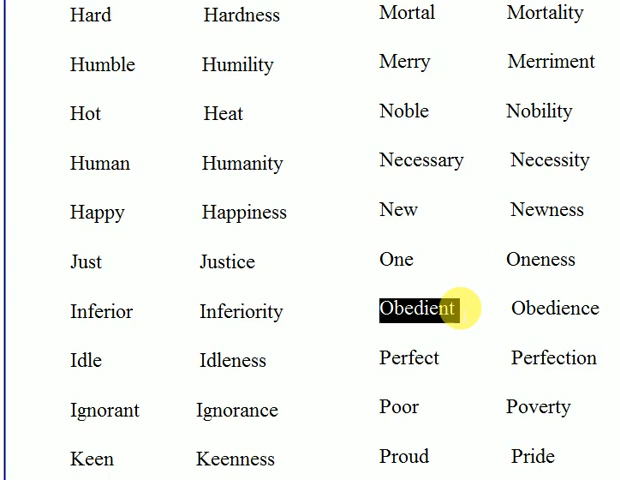 Hard Hardness Mortal Mortality
Humble Humility Merry Merriment
Hot Heat Noble Nobility
Human Humanity Necessary Necessity
Happy Happiness New Newness
Just Justice One Oneness
Inferior Inferiority Obedient Obedience
Idle Idleness Perfect Perfection
Ignorant Ignorance Poor Poverty
Keen Keenness Proud Pride